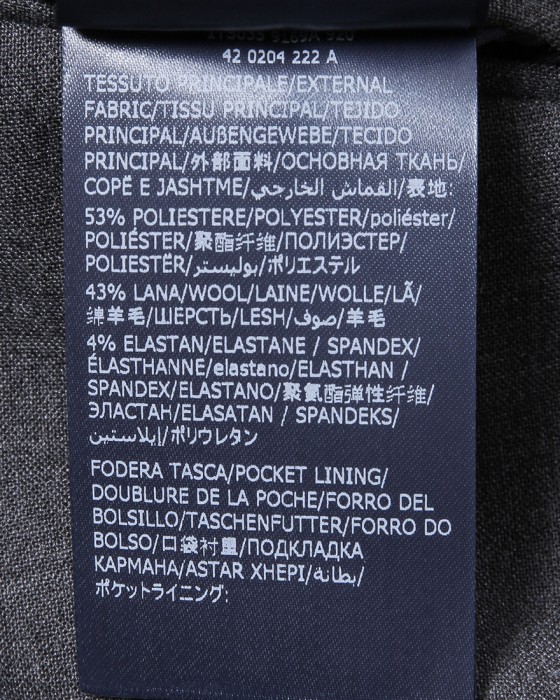 42 0204 222 A
TESSUTO PRINCIPALE/EXTERNAL
FABRIC/TISSU PRINCIPAL/TEJIDO
PRINCIPAL/AUßENGEWEBE/TECIDO
PRINCIPAL/外部面料/ОСНОВНАЯ ТКАНЬ/
COPË E JASHTME/القماش الخارجي/表地:
53% POLIESTERE/POLYESTER/poliéster/
POLIÉSTER/聚酯纤维/ПОЛИЭСТЕР/
POLIESTËR/بوليستر/ポリエステル
43% LANA/WOOL/LAINE/WOLLE/LÃ/
绵羊毛/ШЕРСТЬ/LESH/صوف/羊毛
4% ELASTAN/ELASTANE / SPANDEX/
ÉLASTHANNE/elastano/ELASTHAN /
SPANDEX/ELASTANO/聚氨酯弹性纤维/
ЭЛАСТАН/ELASATAN / SPANDEKS/
إيلاستين/ポリウレタン
FODERA TASCA/POCKET LINING/
DOUBLURE DE LA POCHE/FORRO DEL
BOLSILLO/TASCHENFUTTER/FORRO DO
BOLSO/口袋衬里/ПОДКЛАДКА
КАРМАНА/ASTAR XHEPI/بطانة/
ポケットライニング: